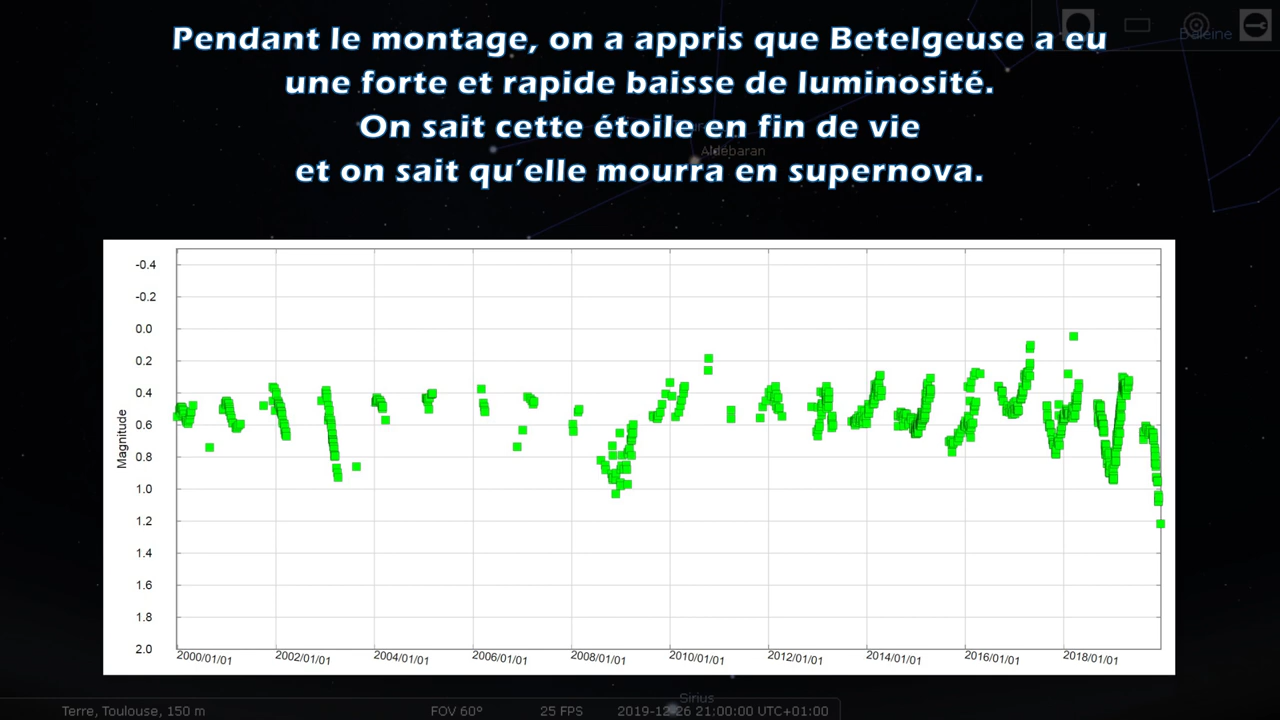 Pendant le montage, on a appris que Betelgeuse a eu
une forte et rapide baisse de luminosité.
On sait cette étoile en fin de vie
et on sait qu'elle mourra en supernova.
Baleine
Aldébaran
-0.4
-0.2
0.0
0.2
0.4
0.6
0.8
1.0
1.2
1.4
1.6
1.8
2.0
Magnitude
2000/01/01 2002/01/01 2004/01/01 2006/01/01 2008/01/01 2010/01/01 2012/01/01 2014/01/01 2016/01/01 2018/01/01
Sirius
Terre, Toulouse, 150 m FOV 60° 25 FPS 2019-12-26 21:00:00 UTC+01:00